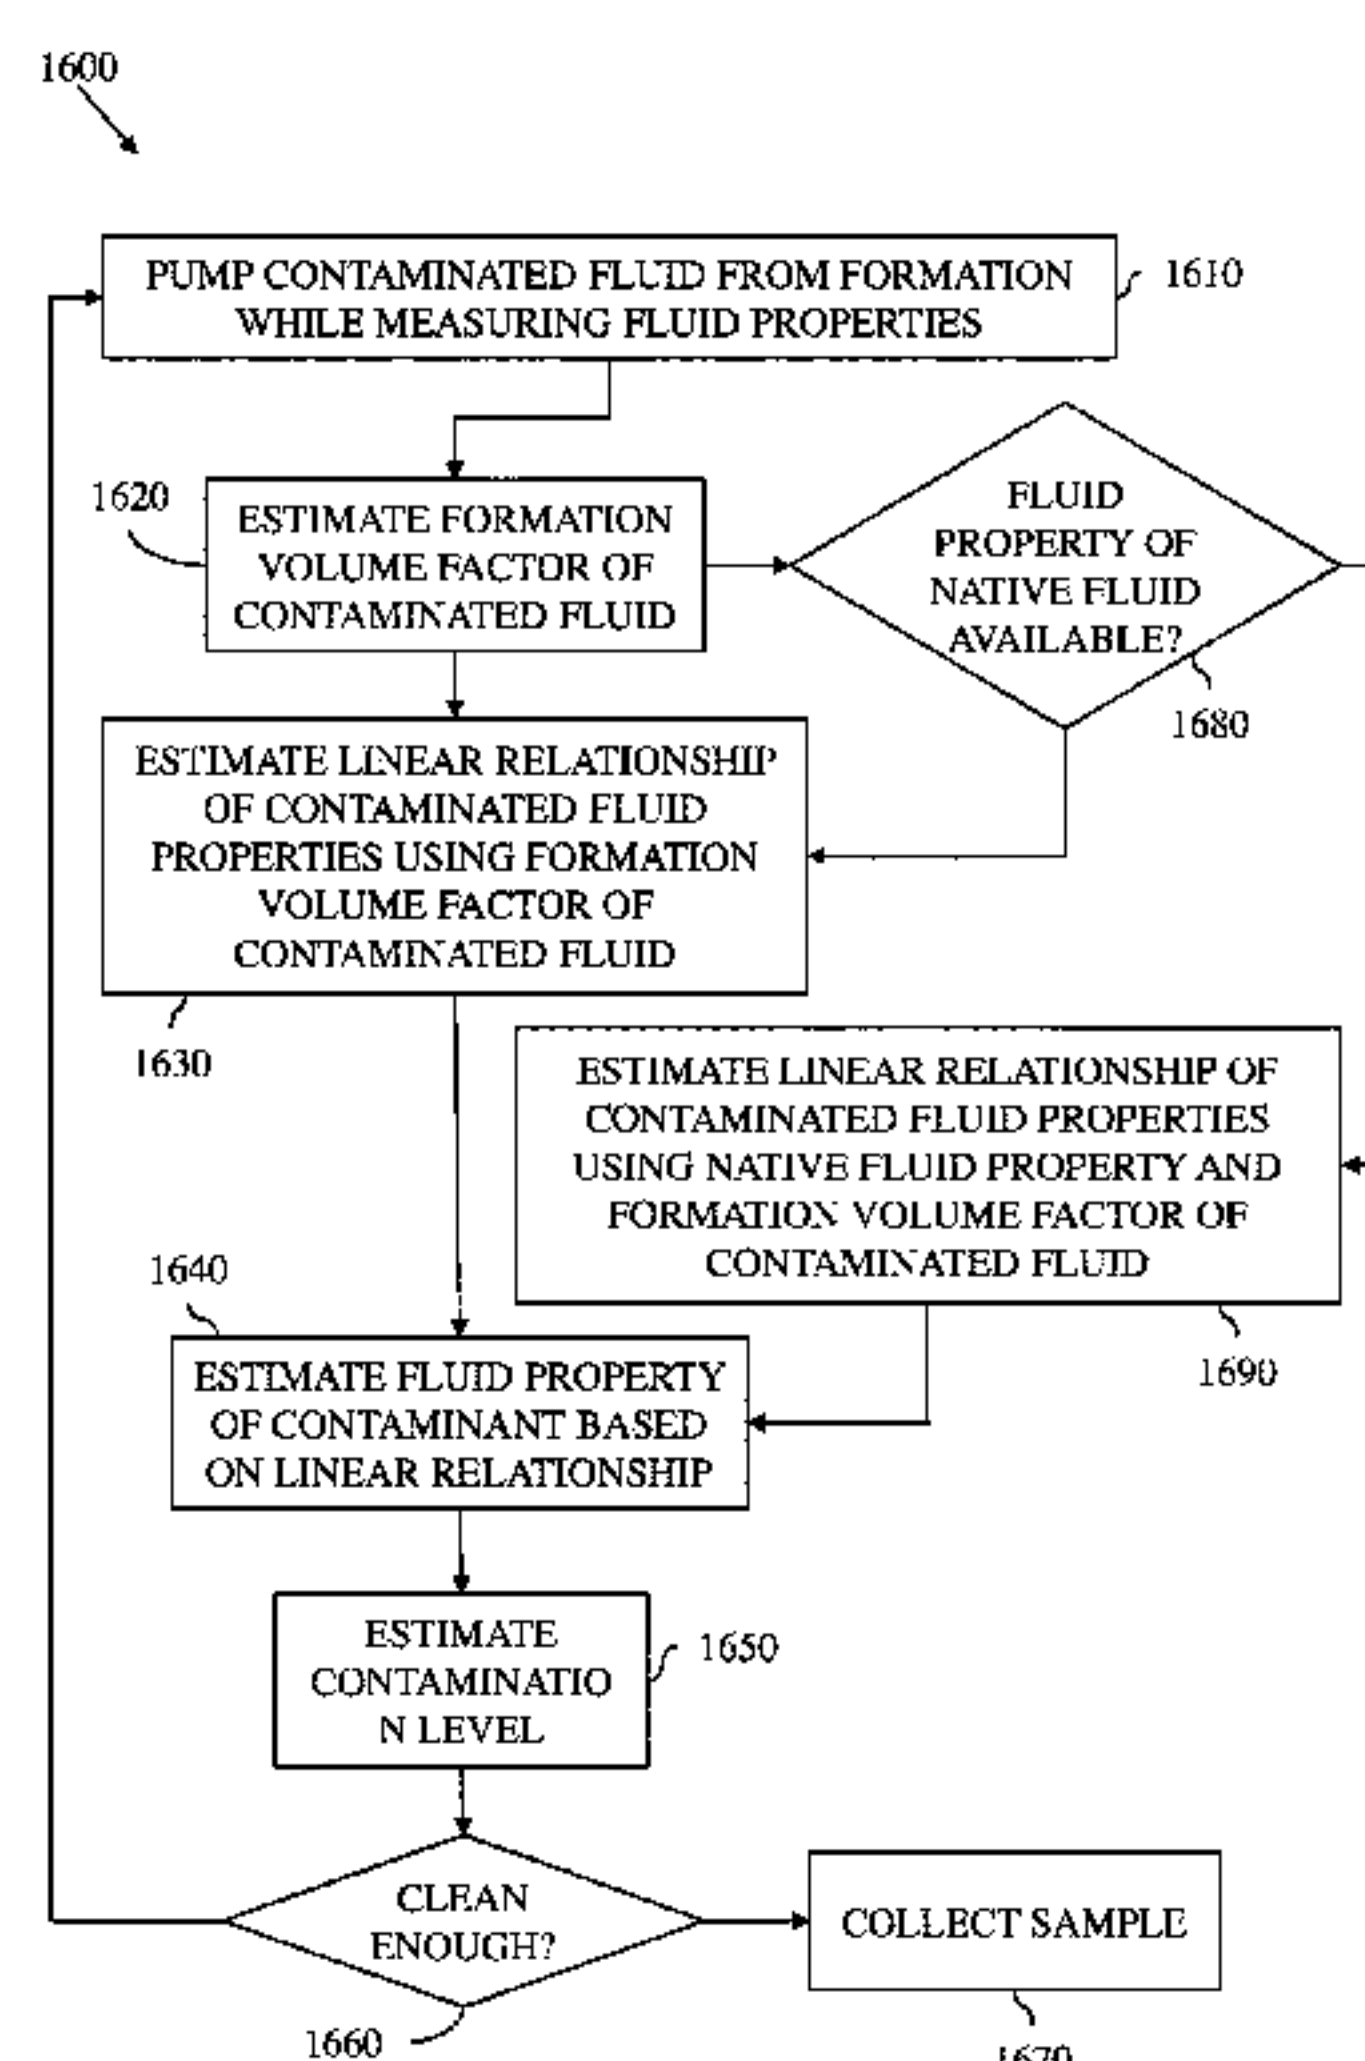 1600
PUMP CONTAMINATED FLUID FROM FORMATION
WHILE MEASURING FLUID PROPERTIES
1610
1620
ESTIMATE FORMATION
VOLUME FACTOR OF
CONTAMINATED FLUID
FLUID
PROPERTY OF
NATIVE FLUID
AVAILABLE?
1680
ESTIMATE LINEAR RELATIONSHIP
OF CONTAMINATED FLUID
PROPERTIES USING FORMATION
VOLUME FACTOR OF
CONTAMINATED FLUID
1630
ESTIMATE LINEAR RELATIONSHIP OF
CONTAMINATED FLUID PROPERTIES
USING NATIVE FLUID PROPERTY AND
FORMATION VOLUME FACTOR OF
CONTAMINATED FLUID
1690
1640
ESTIMATE FLUID PROPERTY
OF CONTAMINANT BASED
ON LINEAR RELATIONSHIP
ESTIMATE
CONTAMINATIO
N LEVEL
1650
CLEAN
ENOUGH?
1660
COLLECT SAMPLE
1670